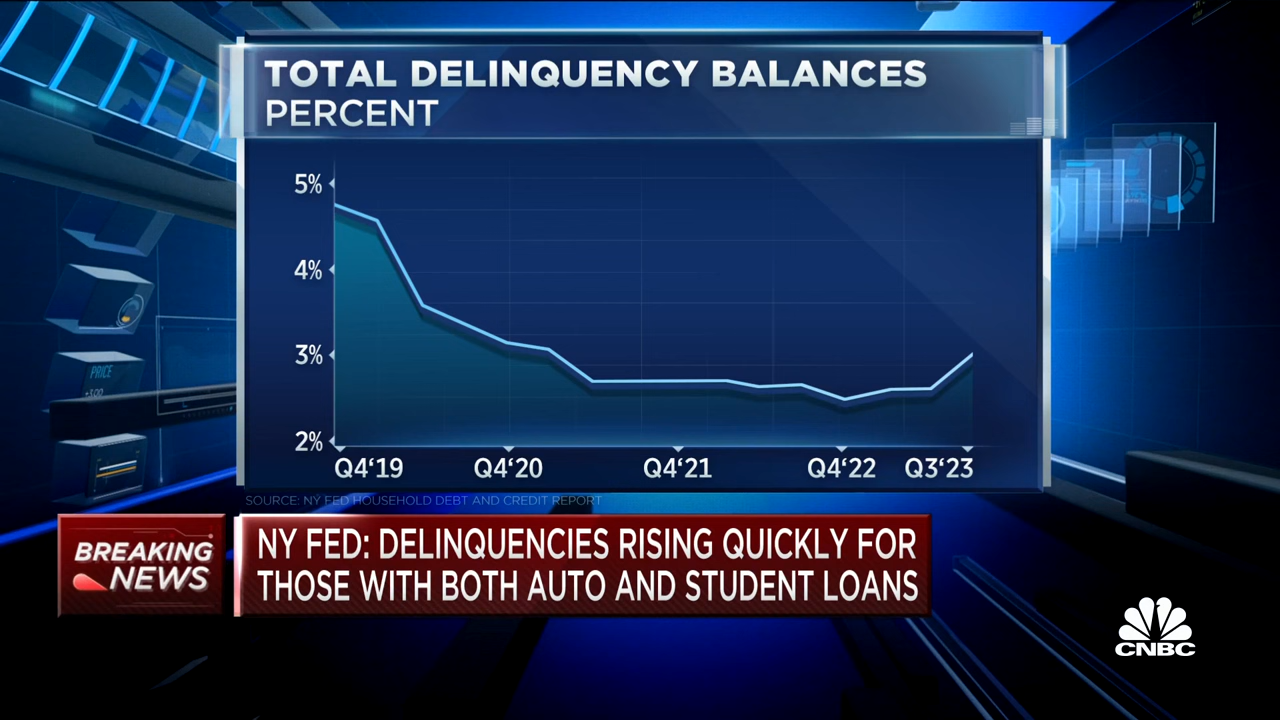 TOTAL DELINQUENCY BALANCES
PERCENT
5%
4%
3%
2%
Q4‘19
Q4‘20
Q4‘21
Q4‘22
Q3‘23
SOURCE: NY FED HOUSEHOLD DEBT AND CREDIT REPORT
PRICE
+300
BREAKING
NEWS
NY FED: DELINQUENCIES RISING QUICKLY FOR
THOSE WITH BOTH AUTO AND STUDENT LOANS
CNBC